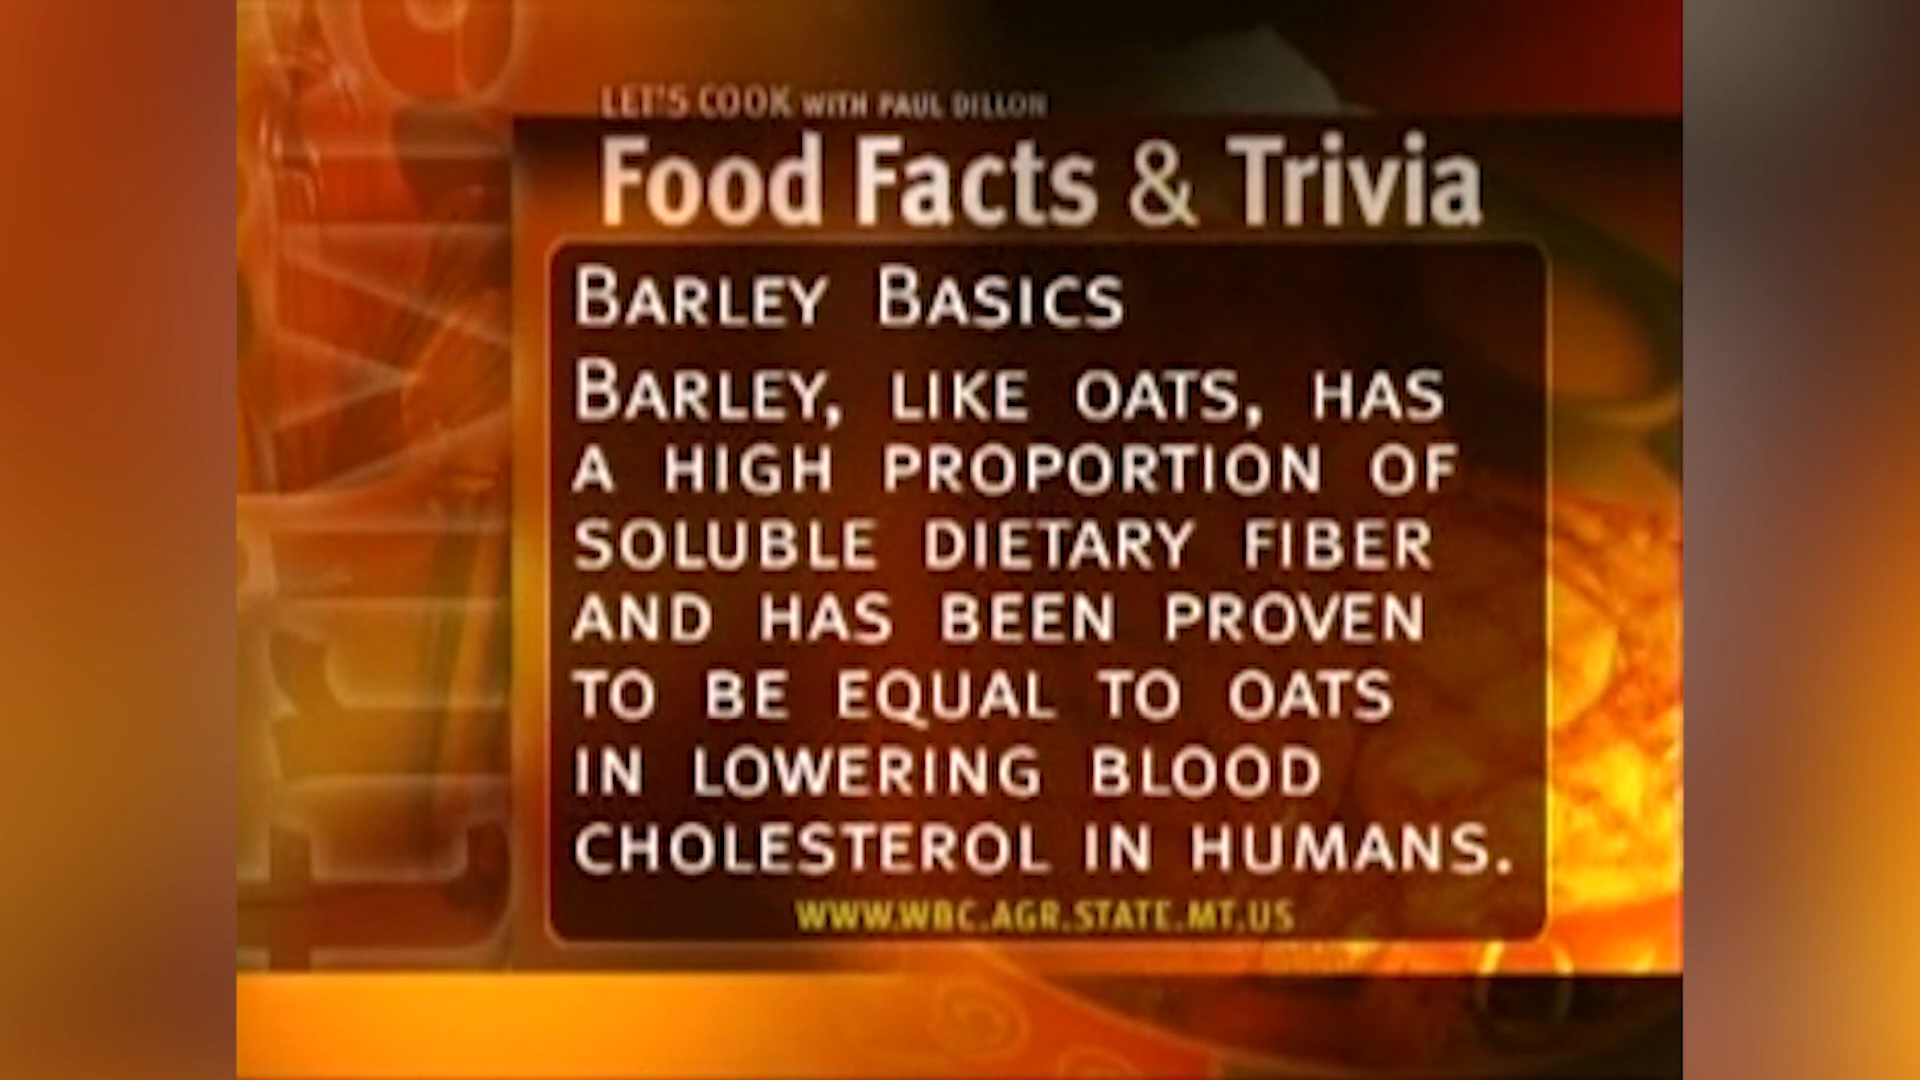 LET'S COOK WITH PAUL DILLON
Food Facts & Trivia
BARLEY BASICS
BARLEY, LIKE OATS, HAS
A HIGH PROPORTION OF
SOLUBLE DIETARY FIBER
AND HAS BEEN PROVEN
TO BE EQUAL TO OATS
IN LOWERING BLOOD
CHOLESTEROL IN HUMANS.
WWW.WBC.AGR.STATE.MT.US